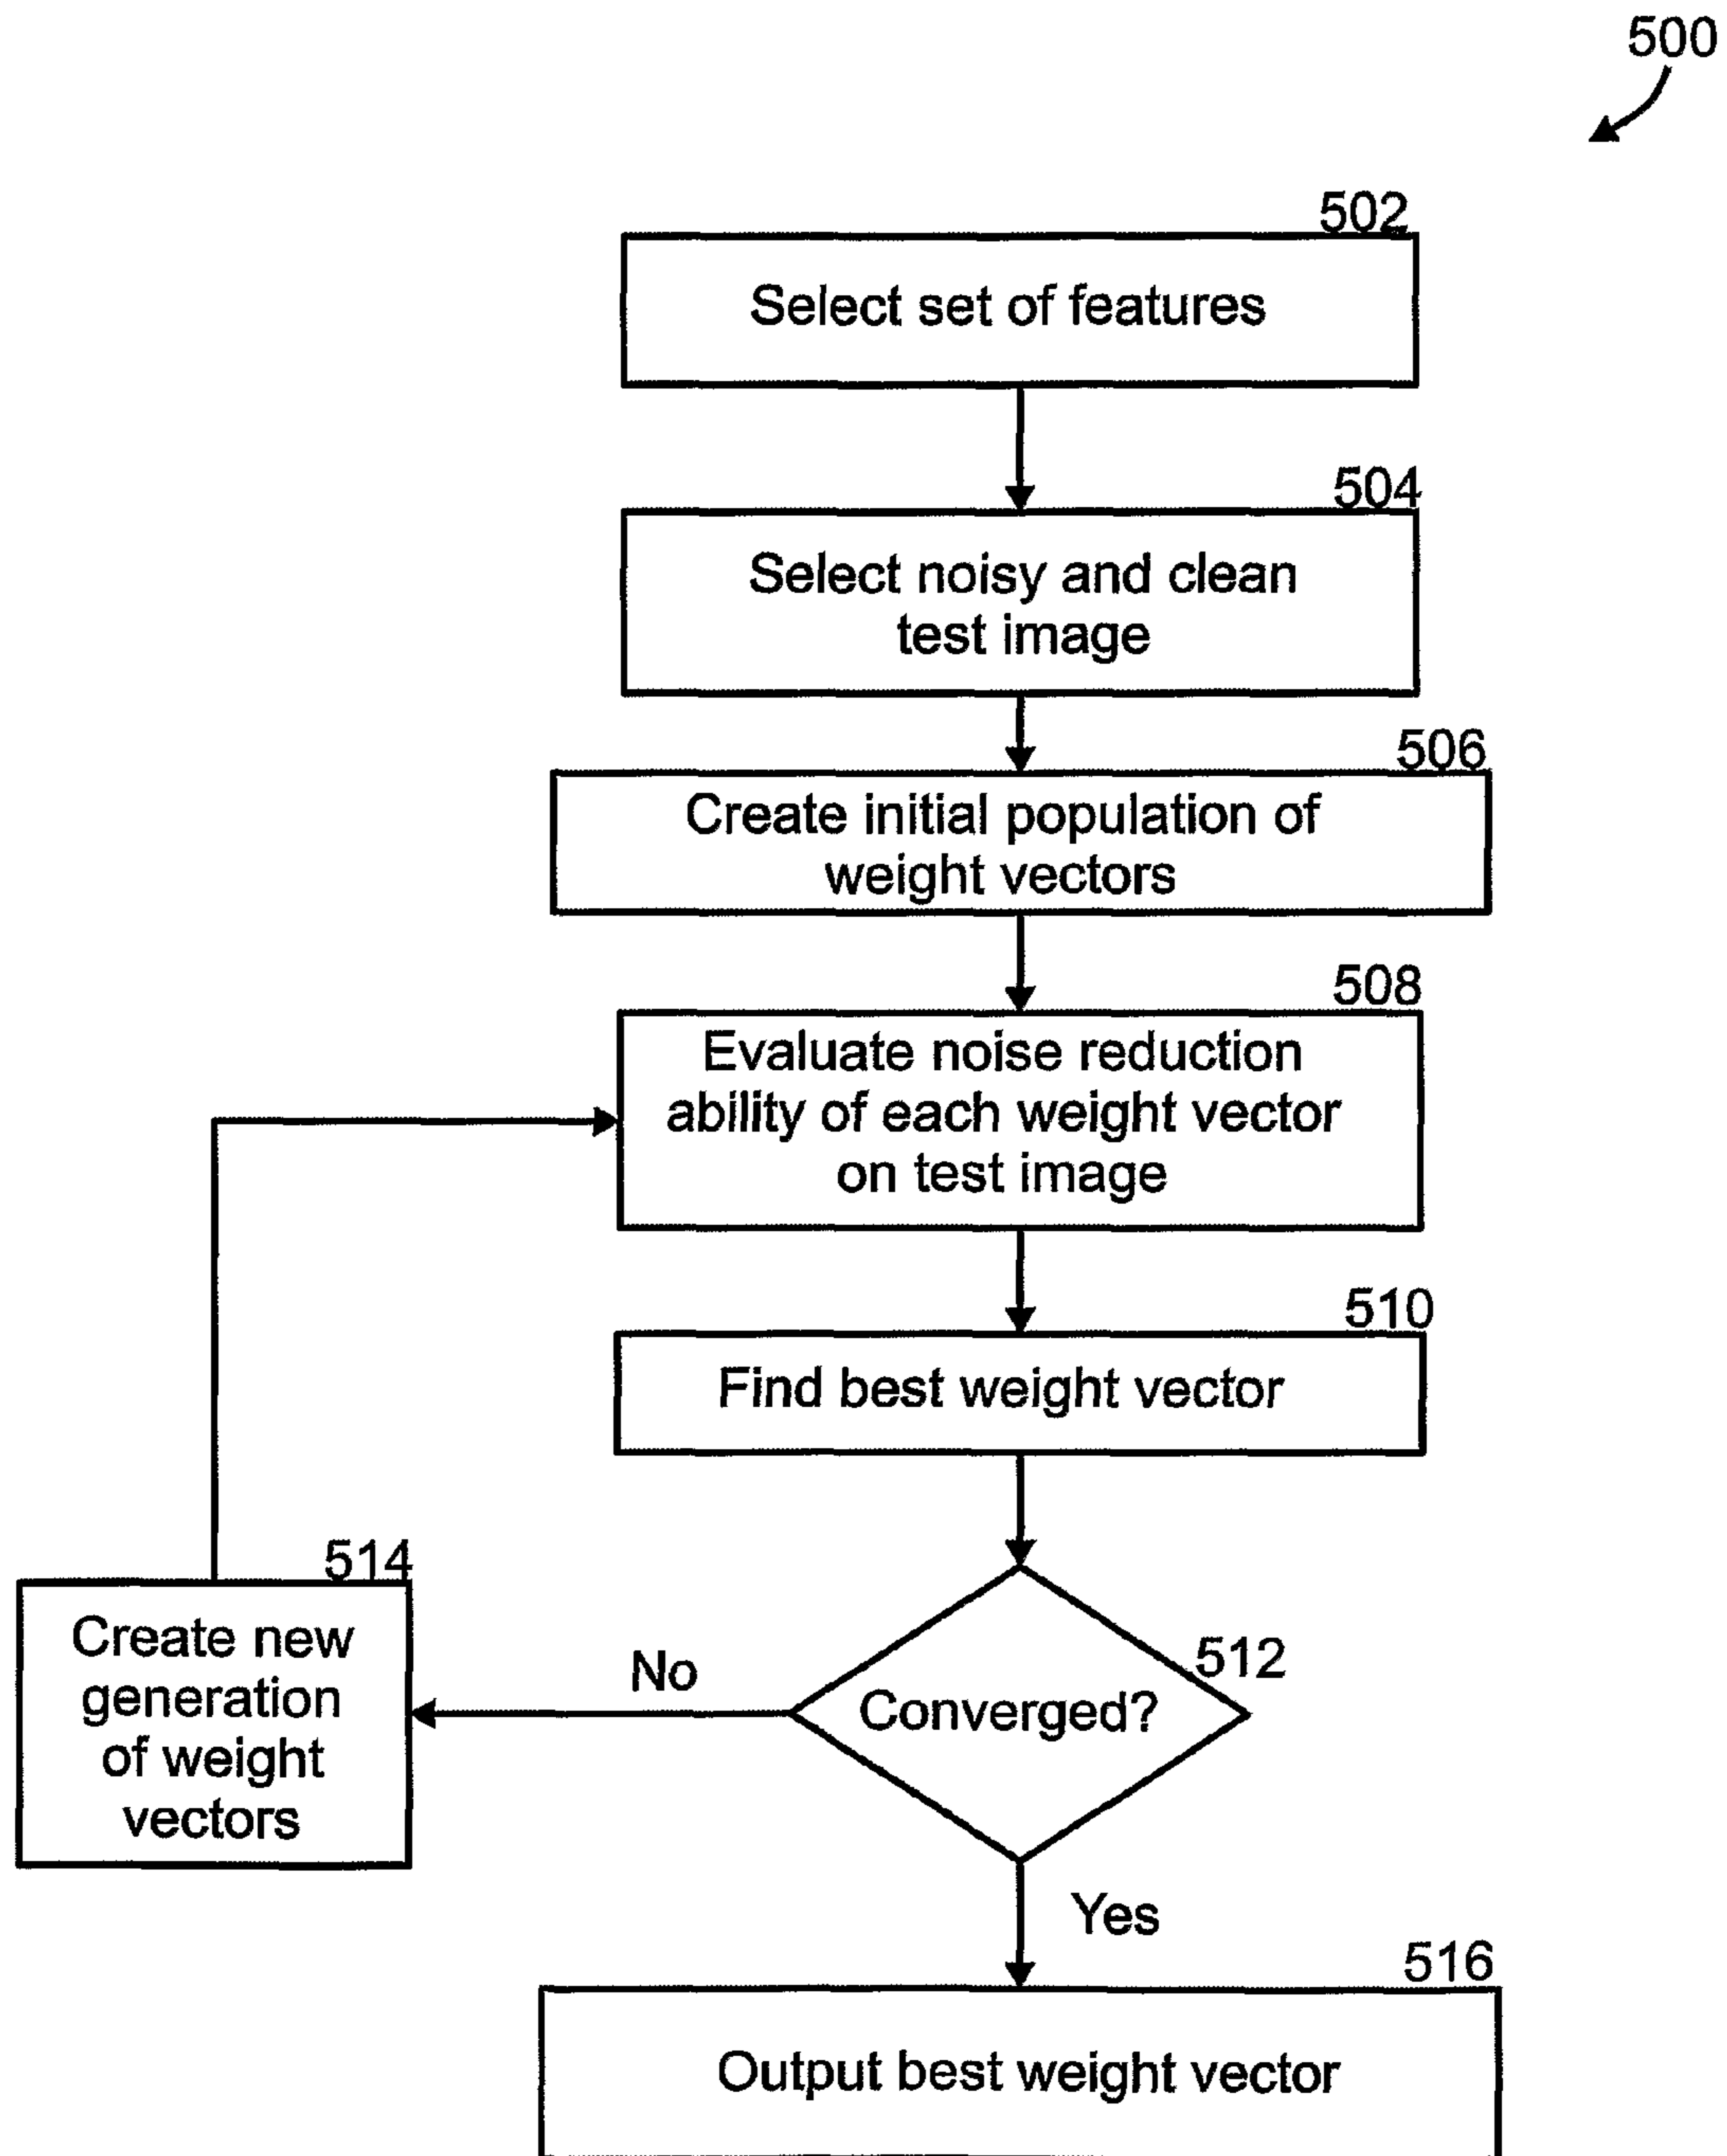 500
502
Select set of features
504
Select noisy and clean
test image
506
Create initial population of
weight vectors
508
Evaluate noise reduction
ability of each weight vector
on test image
510
Find best weight vector
512
Converged?
No
514
Create new
generation
of weight
vectors
Yes
516
Output best weight vector